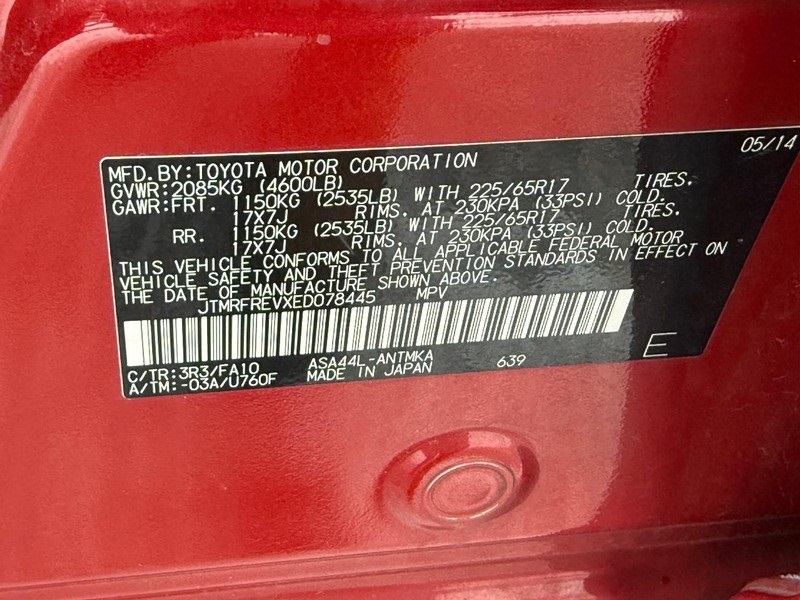 05/14
MFD.BY:TOYOTA MOTOR CORPORATION
GVWR:2085KG (4600LB)
GAWR:FRT. 1150KG (2535LB) WITH 225/65R17 TIRES,
17X7J RIMS, AT 230KPA (33PSI) COLD.
RR. 1150KG (2535LB) WITH 225/65R17 TIRES,
17X7J RIMS, AT 230KPA (33PSI) COLD.
THIS VEHICLE CONFORMS TO ALL APPLICABLE FEDERAL MOTOR
VEHICLE SAFETY AND THEFT PREVENTION STANDARDS IN EFFECT ON
THE DATE OF MANUFACTURE SHOWN ABOVE.
JTMRFREVXED078445 MPV
C/TR:3R3/FA10 ASA44L-ANTMKA 639 E
A/TM:-03A/U760F MADE IN JAPAN